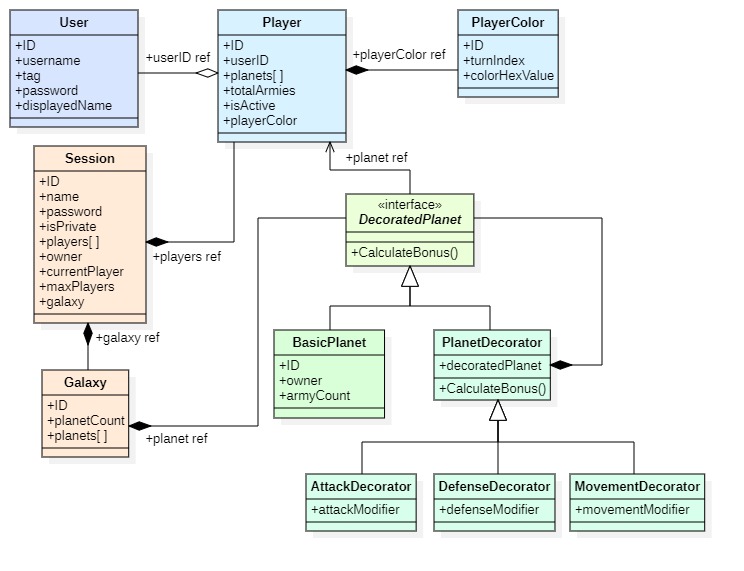 User
+ID
+username
+tag
+password
+displayedName
+userID ref
Player
+ID
+userID
+planets[ ]
+totalArmies
+isActive
+playerColor
+playerColor ref
PlayerColor
+ID
+turnIndex
+colorHexValue
Session
+ID
+name
+password
+isPrivate
+players[ ]
+owner
+currentPlayer
+maxPlayers
+galaxy
+players ref
+planet ref
«interface»
DecoratedPlanet
+CalculateBonus()
+galaxy ref
Galaxy
+ID
+planetCount
+planets[ ]
+planet ref
BasicPlanet
+ID
+owner
+armyCount
PlanetDecorator
+decoratedPlanet
+CalculateBonus()
AttackDecorator
+attackModifier
DefenseDecorator
+defenseModifier
MovementDecorator
+movementModifier